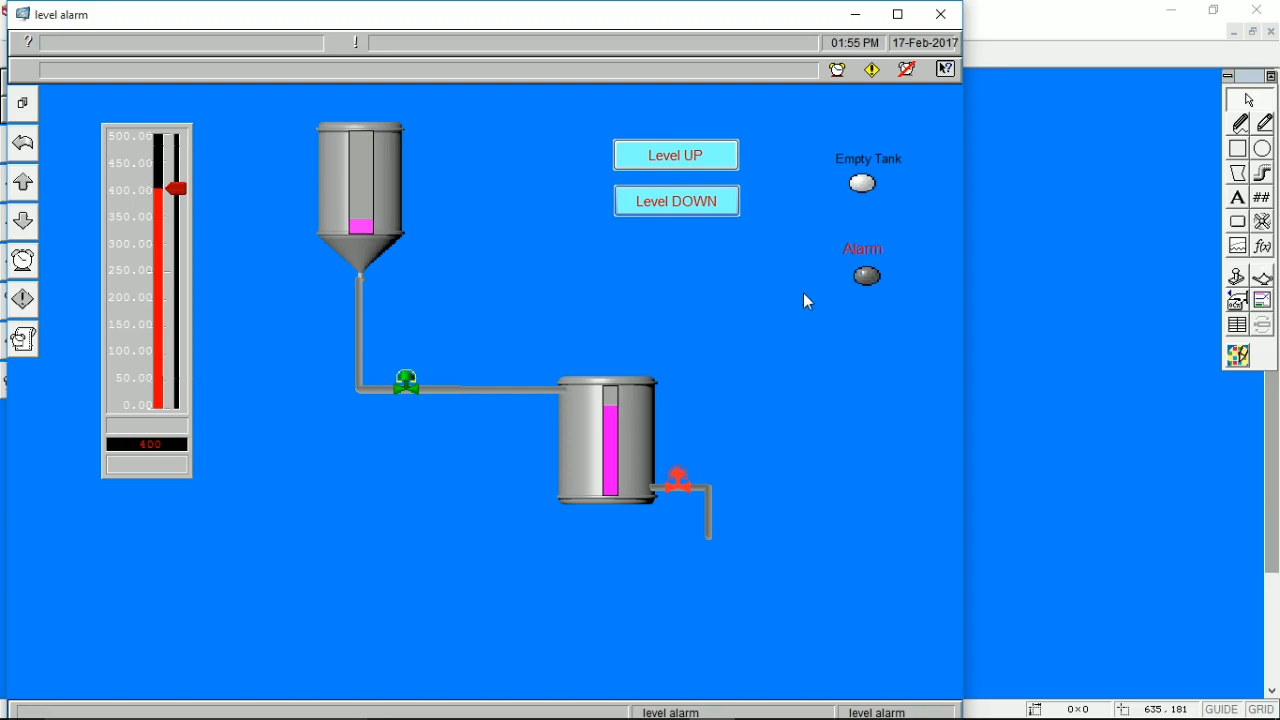 level alarm
?
!
01:55 PM
17-Feb-2017
500.00
450.00
400.00
350.00
300.00
250.00
200.00
150.00
100.00
50.00
0.00
400
Level UP
Level DOWN
Empty Tank
Alarm
A
##
f(x)
level alarm
level alarm
0×0
635, 181
GUIDE
GRID